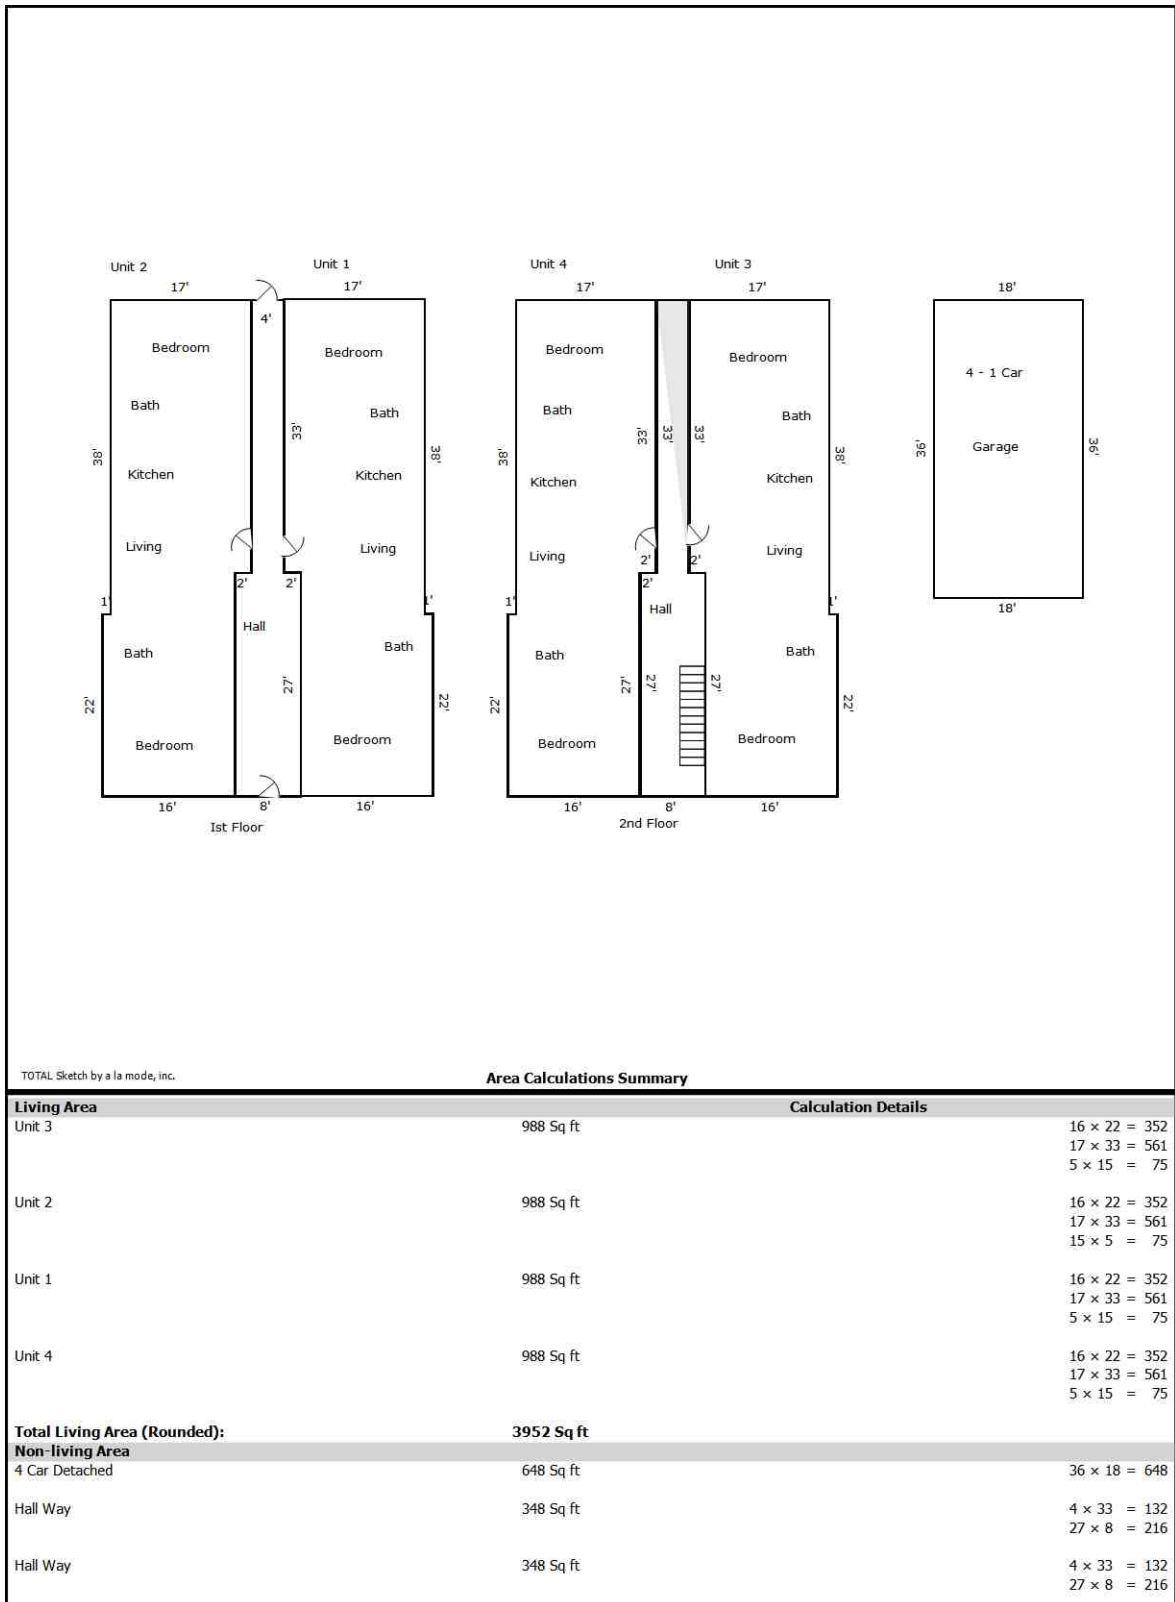 Unit 2
Unit 1
Unit 4
Unit 3
17'
17'
17'
17'
18'
4'
Bedroom
Bedroom
Bedroom
Bedroom
4 - 1 Car
Bath
Bath
Bath
Bath
38'
33'
38'
38'
33'
33'
33'
38'
36'
Garage
36'
Kitchen
Kitchen
Kitchen
Kitchen
Living
Living
Living
Living
2'
2'
2'
2'
2'
1'
1'
1'
1'
18'
Hall
Hall
Bath
Bath
Bath
Bath
22'
27'
22'
22'
27'
27'
27'
22'
Bedroom
Bedroom
Bedroom
Bedroom
16'
8'
16'
16'
8'
16'
Ist Floor
2nd Floor
TOTAL Sketch by a la mode, inc.
Area Calculations Summary
Living Area Calculation Details
Unit 3 988 Sq ft 16 × 22 = 352
17 × 33 = 561
5 × 15 = 75
Unit 2 988 Sq ft 16 × 22 = 352
17 × 33 = 561
15 × 5 = 75
Unit 1 988 Sq ft 16 × 22 = 352
17 × 33 = 561
5 × 15 = 75
Unit 4 988 Sq ft 16 × 22 = 352
17 × 33 = 561
5 × 15 = 75
Total Living Area (Rounded): 3952 Sq ft
Non-living Area
4 Car Detached 648 Sq ft 36 × 18 = 648
Hall Way 348 Sq ft 4 × 33 = 132
27 × 8 = 216
Hall Way 348 Sq ft 4 × 33 = 132
27 × 8 = 216